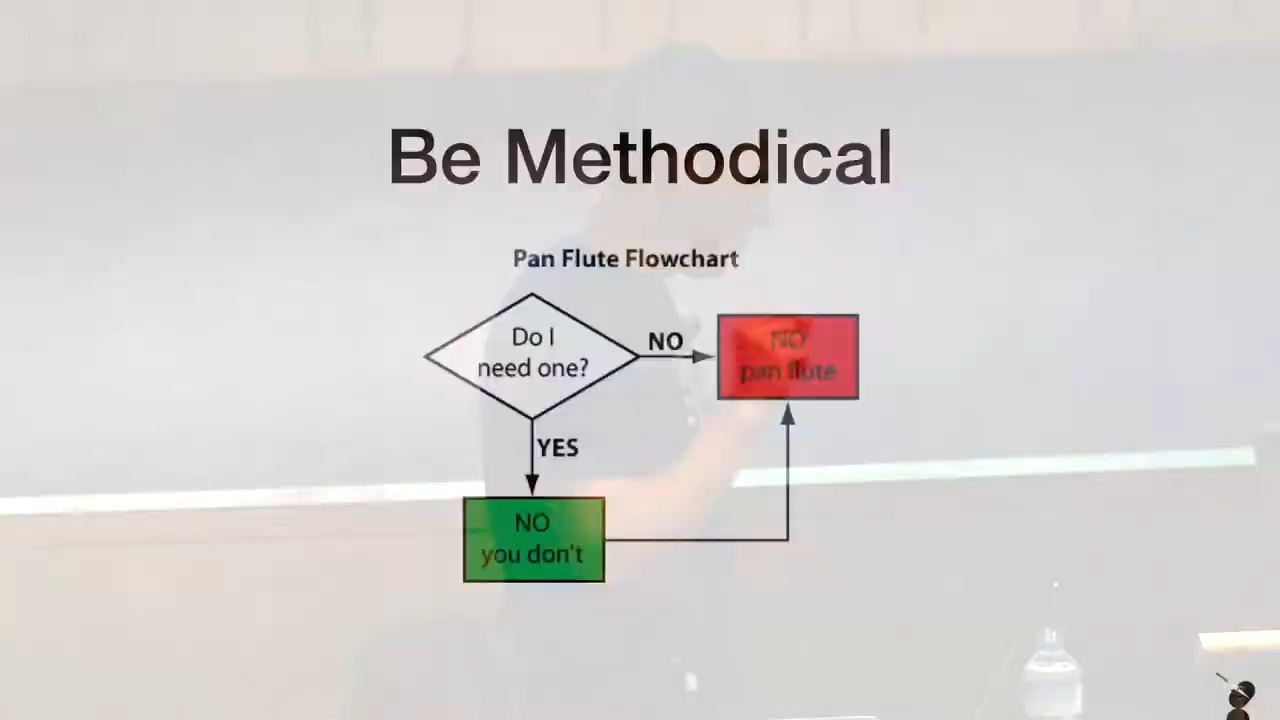 Be Methodical
Pan Flute Flowchart
Do I
need one?
NO
NO
pan flute
YES
NO
you don't